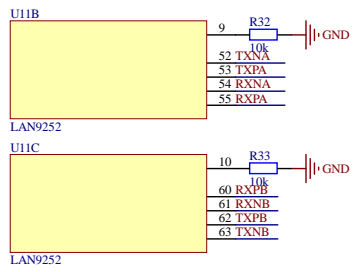 U11B
9 R32 GND
10k
52 TXNA
53 TXPA
54 RXNA
55 RXPA
LAN9252
U11C
10 R33 GND
10k
60 RXPB
61 RXNB
62 TXPB
63 TXNB
LAN9252